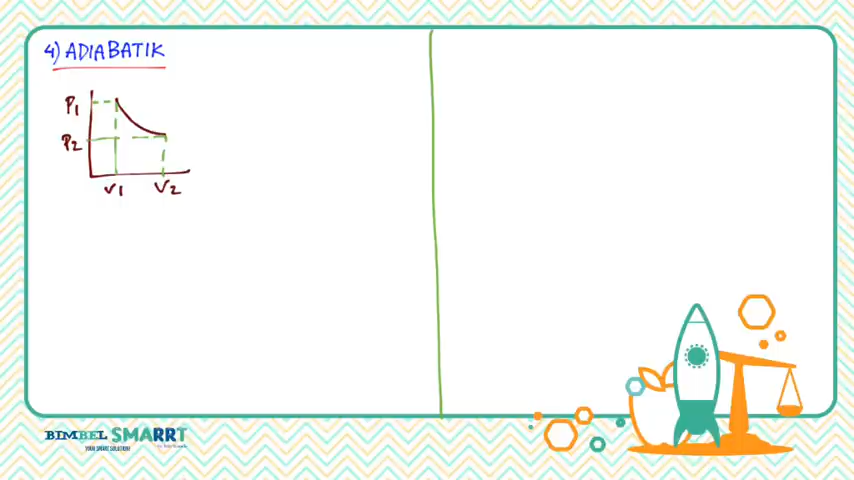 4) ADIABATIK
P1
P2
V1 V2
BIMBEL SMARRT
YOUR SMART SOLUTION!